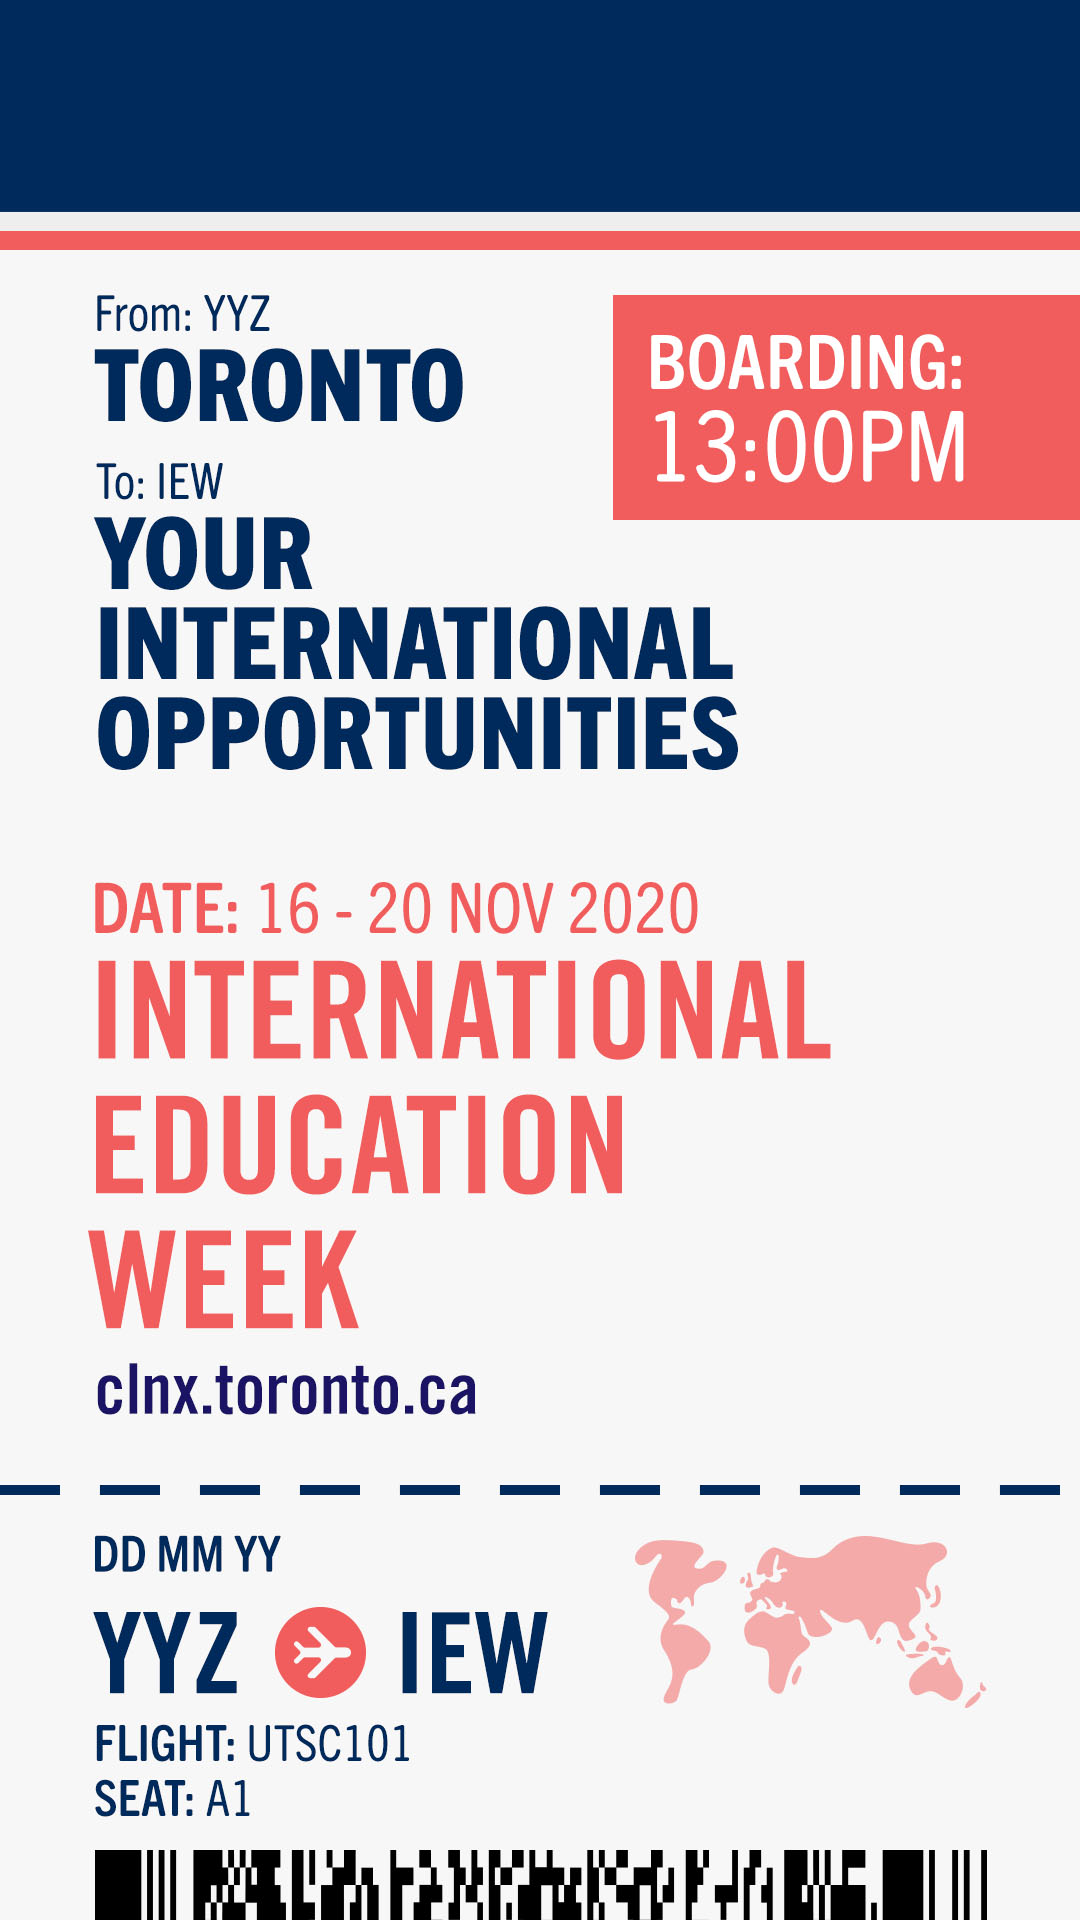 From: YYZ
TORONTO
BOARDING:
13:00PM
To: IEW
YOUR
INTERNATIONAL
OPPORTUNITIES
DATE: 16 - 20 NOV 2020
INTERNATIONAL
EDUCATION
WEEK
clnx.toronto.ca
DD MM YY
YYZ IEW
FLIGHT: UTSC101
SEAT: A1